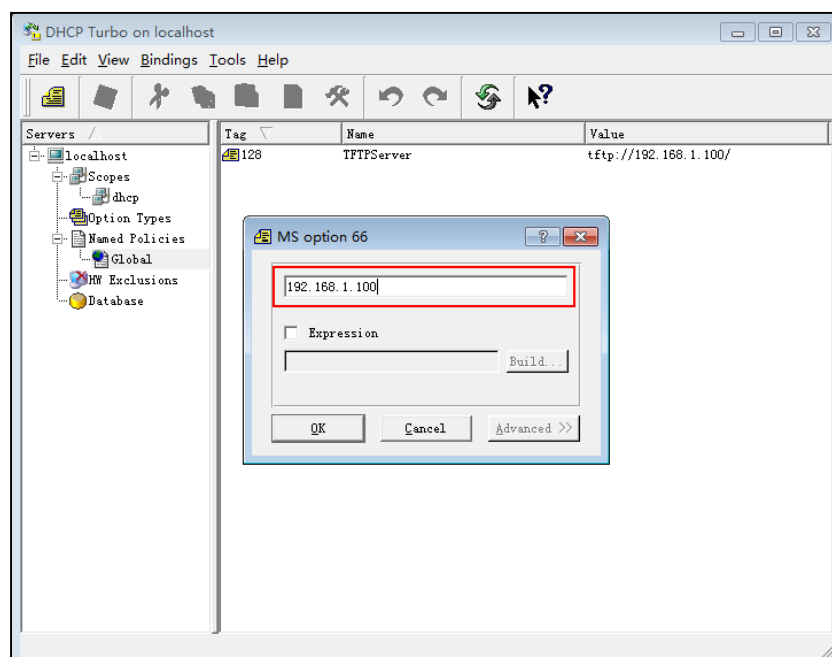 DHCP Turbo on localhost
File Edit View Bindings Tools Help
Servers
Tag Name Value
localhost
128 TFTPServer tftp://192.168.1.100/
Scopes
dhcp
Option Types
Named Policies
Global
HW Exclusions
Database
MS option 66
192.168.1.100
Expression
Build...
OK Cancel Advanced >>